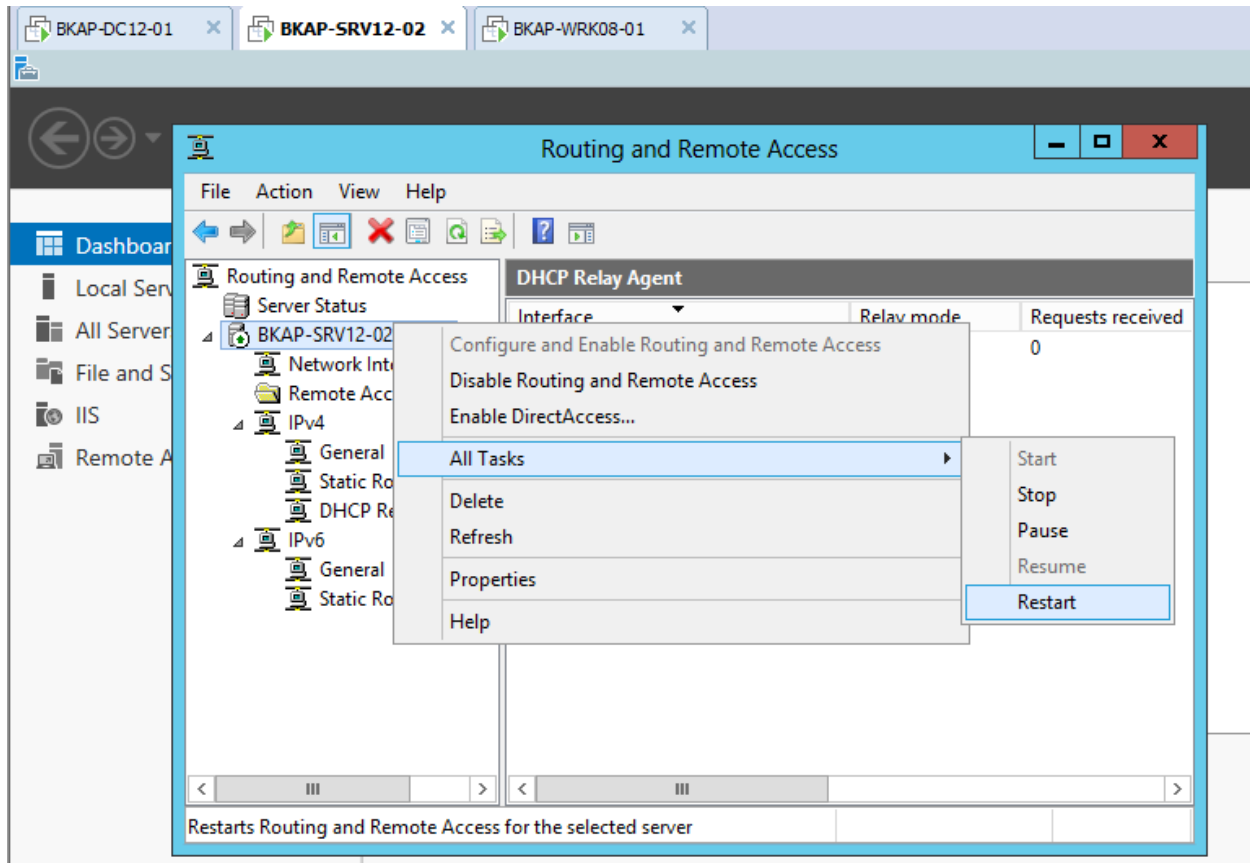 BKAP-DC12-01
BKAP-SRV12-02
BKAP-WRK08-01
Routing and Remote Access
File Action View Help
Dashboar
Local Serv
All Server
File and S
IIS
Remote A
Routing and Remote Access
Server Status
BKAP-SRV12-02
Network Inte
Remote Acc
IPv4
General
Static Ro
DHCP Re
IPv6
General
Static Ro
DHCP Relay Agent
Interface Relay mode Requests received
0
Configure and Enable Routing and Remote Access
Disable Routing and Remote Access
Enable DirectAccess...
All Tasks
Delete
Refresh
Properties
Help
Start
Stop
Pause
Resume
Restart
Restarts Routing and Remote Access for the selected server